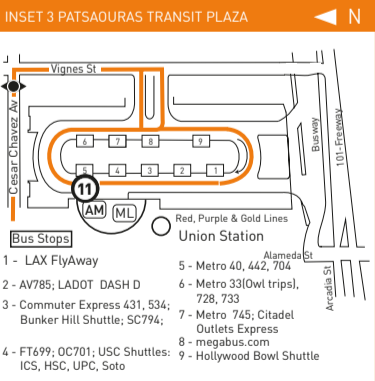 INSET 3 PATSAOURAS TRANSIT PLAZA
N
Vignes St
Cesar Chavez Av
Busway
101-Freeway
6 7 8 9
5 4 3 2 1
11
AM ML
Red, Purple & Gold Lines
Union Station
Alameda St
Arcadia St
Bus Stops
1 - LAX FlyAway
2 - AV785; LADOT DASH D
3 - Commuter Express 431, 534;
Bunker Hill Shuttle; SC794;
4 - FT699; OC701; USC Shuttles:
ICS, HSC, UPC, Soto
5 - Metro 40, 442, 704
6 - Metro 33(Owl trips),
728, 733
7 - Metro 745; Citadel
Outlets Express
8 - megabus.com
9 - Hollywood Bowl Shuttle